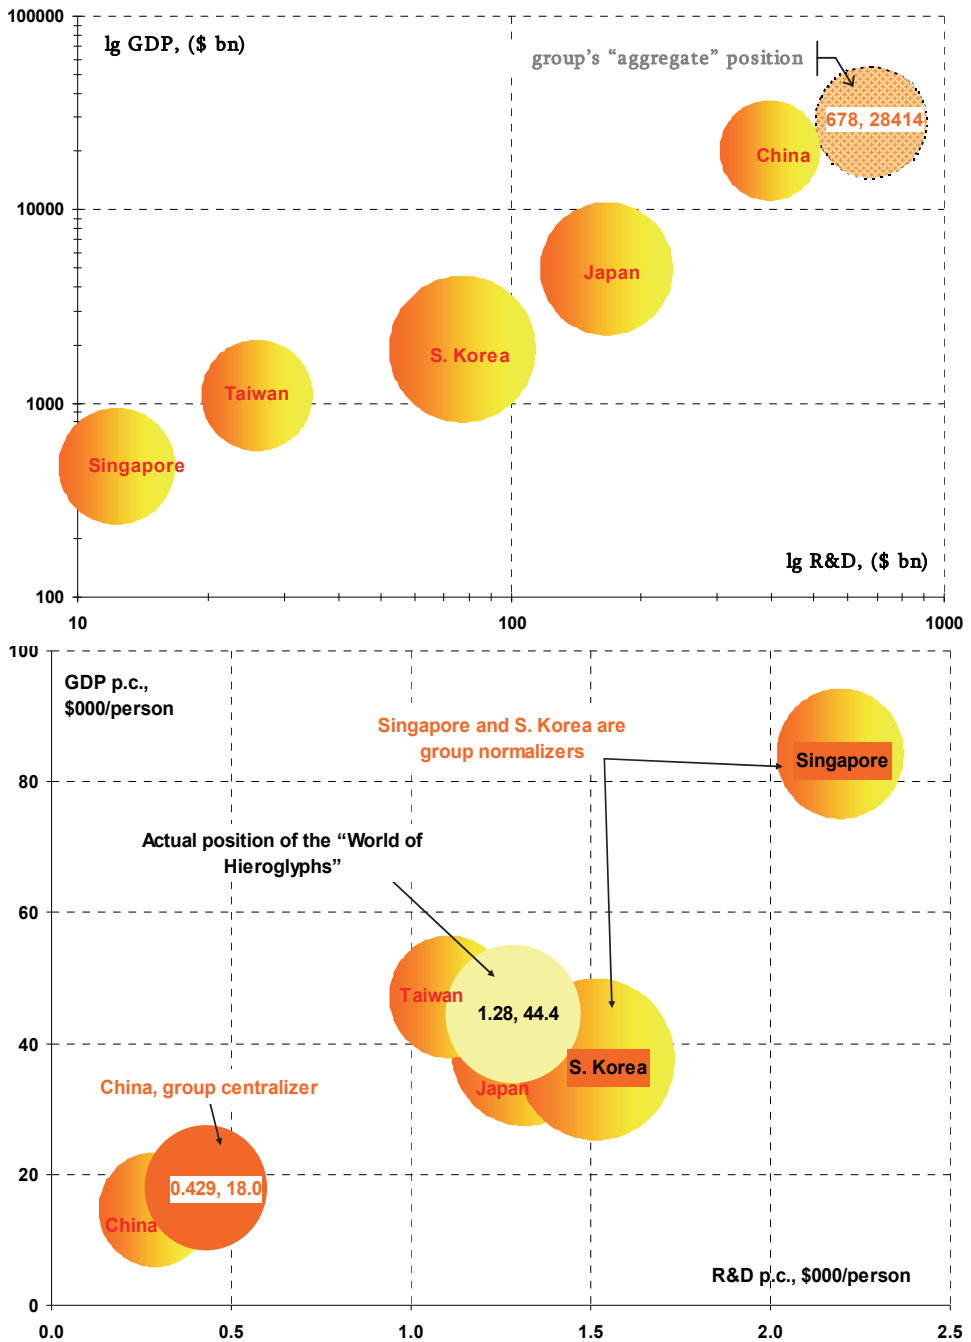 100000
lg GDP, ($ bn)
group's “aggregate” position
678, 28414
China
10000
Japan
S. Korea
Taiwan
1000
Singapore
lg R&D, ($ bn)
100
10
100
1000
100
GDP p.c.,
$000/person
Singapore and S. Korea are
group normalizers
Singapore
80
Actual position of the “World of
Hieroglyphs”
60
Taiwan
1.28, 44.4
40
S. Korea
Japan
China, group centralizer
20
0.429, 18.0
China
R&D p.c., $000/person
0
0.0
0.5
1.0
1.5
2.0
2.5